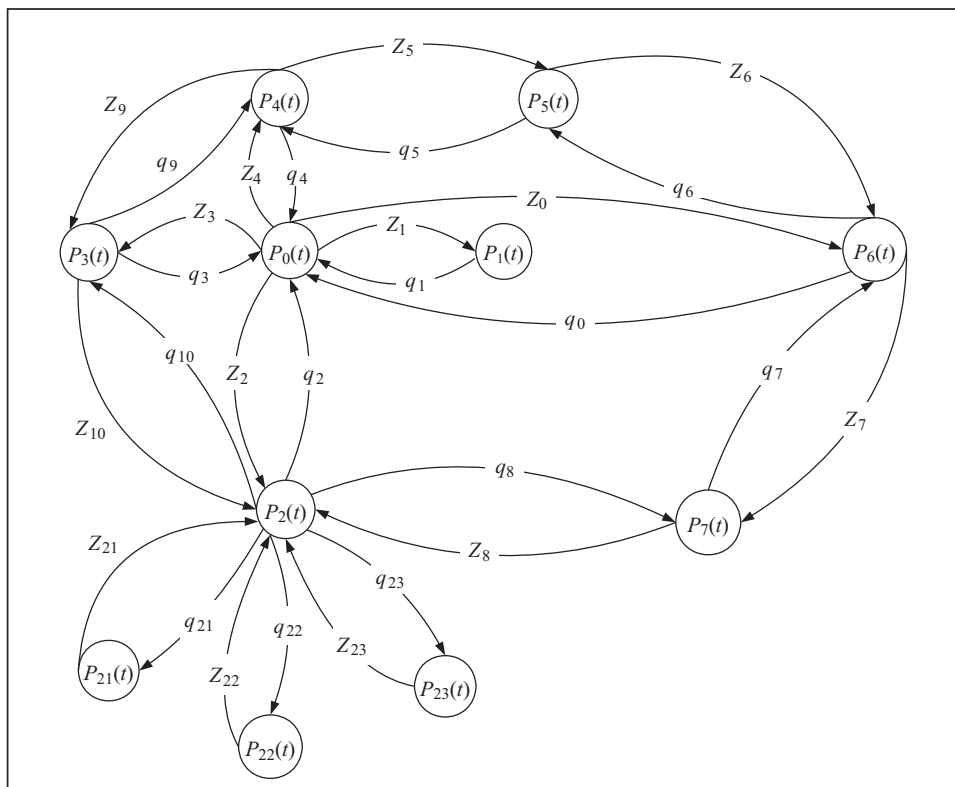 Z5
Z9
P4(t)
P5(t)
Z6
q9
q5
Z4
q4
q6
Z3
Z0
Z1
P3(t)
P0(t)
P1(t)
P6(t)
q3
q1
q0
q10
Z2
q2
q7
Z10
Z7
q8
P2(t)
P7(t)
Z21
Z8
q23
q21
q22
Z23
Z22
P21(t)
P23(t)
P22(t)